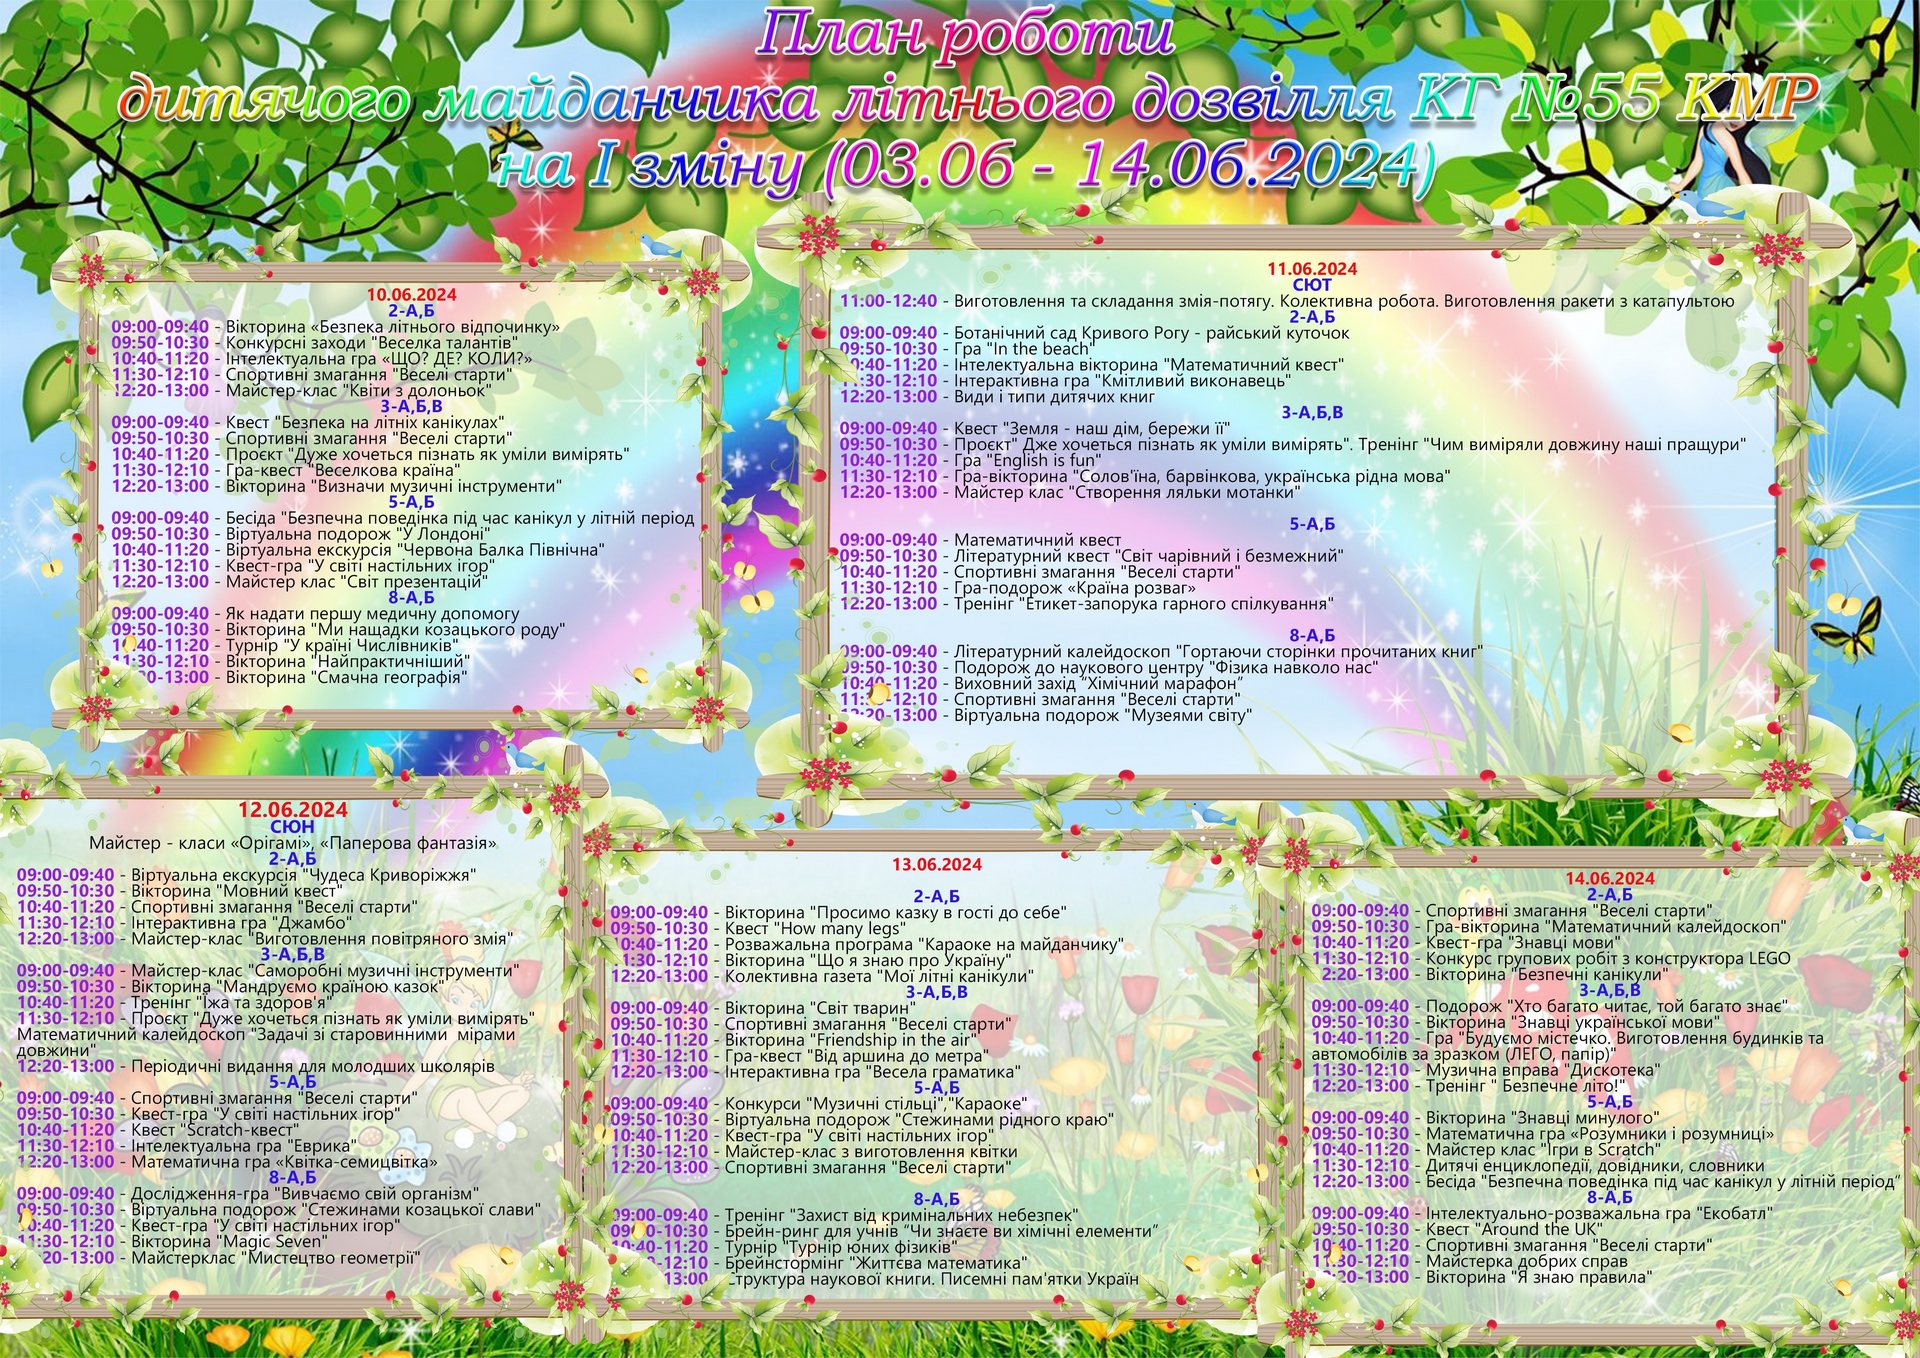 План роботи
дитячого майданчика літнього дозвілля КГ №55 КМР
на І зміну (03.06 - 14.06.2024)
10.06.2024
2-А,Б
09:00-09:40 - Вікторина «Безпека літнього відпочинку»
09:50-10:30 - Конкурсні заходи "Веселка талантів"
10:40-11:20 - Інтелектуальна гра «ЩО? ДЕ? КОЛИ?»
11:30-12:10 - Спортивні змагання "Веселі старти"
12:20-13:00 - Майстер-клас "Квіти з долоньок"
3-А,Б,В
09:00-09:40 - Квест "Безпека на літніх канікулах"
09:50-10:30 - Спортивні змагання "Веселі старти"
10:40-11:20 - Проєкт "Дуже хочеться пізнать як уміли вимірять"
11:30-12:10 - Гра-квест "Веселкова країна"
12:20-13:00 - Вікторина "Визначи музичні інструменти"
5-А,Б
09:00-09:40 - Бесіда "Безпечна поведінка під час канікул у літній період
09:50-10:30 - Віртуальна подорож "У Лондоні"
10:40-11:20 - Віртуальна екскурсія "Червона Балка Північна"
11:30-12:10 - Квест-гра "У світі настільних ігор"
12:20-13:00 - Майстер клас "Світ презентацій"
8-А,Б
09:00-09:40 - Як надати першу медичну допомогу
09:50-10:30 - Вікторина "Ми нащадки козацького роду"
10:40-11:20 - Турнір "У країні Числівників"
11:30-12:10 - Вікторина "Найпрактичніший"
20-13:00 - Вікторина "Смачна географія"
11.06.2024
СЮТ
11:00-12:40 - Виготовлення та складання змія-потягу. Колективна робота. Виготовлення ракети з катапультою
2-А,Б
09:00-09:40 - Ботанічний сад Кривого Рогу - райський куточок
09:50-10:30 - Гра "In the beach"
10:40-11:20 - Інтелектуальна вікторина "Математичний квест"
11:30-12:10 - Інтерактивна гра "Кмітливий виконавець"
12:20-13:00 - Види і типи дитячих книг
3-А,Б,В
09:00-09:40 - Квест "Земля - наш дім, бережи її"
09:50-10:30 - Проєкт" Дже хочеться пізнать як уміли вимірять". Тренінг "Чим виміряли довжину наші пращури"
10:40-11:20 - Гра "English is fun"
11:30-12:10 - Гра-вікторина "Солов'їна, барвінкова, українська рідна мова"
12:20-13:00 - Майстер клас "Створення ляльки мотанки"
5-А,Б
09:00-09:40 - Математичний квест
09:50-10:30 - Літературний квест "Світ чарівний і безмежний"
10:40-11:20 - Спортивні змагання "Веселі старти"
11:30-12:10 - Гра-подорож «Країна розваг»
12:20-13:00 - Тренінг "Етикет-запорука гарного спілкування"
8-А,Б
09:00-09:40 - Літературний калейдоскоп "Гортаючи сторінки прочитаних книг"
09:50-10:30 - Подорож до наукового центру "Фізика навколо нас"
10:40-11:20 - Виховний захід "Хімічний марафон"
11:30-12:10 - Спортивні змагання "Веселі старти"
12:20-13:00 - Віртуальна подорож "Музеями світу"
12.06.2024
СЮН
Майстер - класи «Орігамі», «Паперова фантазія»
2-А,Б
09:00-09:40 - Віртуальна екскурсія "Чудеса Криворіжжя"
09:50-10:30 - Вікторина "Мовний квест"
10:40-11:20 - Спортивні змагання "Веселі старти"
11:30-12:10 - Інтерактивна гра "Джамбо"
12:20-13:00 - Майстер-клас "Виготовлення повітряного змія"
3-А,Б,В
09:00-09:40 - Майстер-клас "Саморобні музичні інструменти"
09:50-10:30 - Вікторина "Мандруємо країною казок"
10:40-11:20 - Тренінг "Їжа та здоров'я"
11:30-12:10 - Проєкт "Дуже хочеться пізнать як уміли вимірять"
Математичний калейдоскоп "Задачі зі старовинними мірами
довжини"
12:20-13:00 - Періодичні видання для молодших школярів
5-А,Б
09:00-09:40 - Спортивні змагання "Веселі старти"
09:50-10:30 - Квест-гра "У світі настільних ігор"
10:40-11:20 - Квест "Scratch-квест"
11:30-12:10 - Інтелектуальна гра "Еврика"
12:20-13:00 - Математична гра «Квітка-семицвітка»
8-А,Б
09:00-09:40 - Дослідження-гра "Вивчаємо свій організм"
09:50-10:30 - Віртуальна подорож "Стежинами козацької слави"
10:40-11:20 - Квест-гра "У світі настільних ігор"
11:30-12:10 - Вікторина "Magic Seven"
20-13:00 - Майстерклас "Мистецтво геометрії"
13.06.2024
2-А,Б
09:00-09:40 - Вікторина "Просимо казку в гості до себе"
09:50-10:30 - Квест "How many legs"
10:40-11:20 - Розважальна програма "Караоке на майданчику"
11:30-12:10 - Вікторина "Що я знаю про Україну"
12:20-13:00 - Колективна газета "Мої літні канікули"
3-А,Б,В
09:00-09:40 - Вікторина "Світ тварин"
09:50-10:30 - Спортивні змагання "Веселі старти"
10:40-11:20 - Вікторина "Friendship in the air"
11:30-12:10 - Гра-квест "Від аршина до метра"
12:20-13:00 - Інтерактивна гра "Весела граматика"
5-А,Б
09:00-09:40 - Конкурси "Музичні стільці","Караоке"
09:50-10:30 - Віртуальна подорож "Стежинами рідного краю"
10:40-11:20 - Квест-гра "У світі настільних ігор"
11:30-12:10 - Майстер-клас з виготовлення квітки
12:20-13:00 - Спортивні змагання "Веселі старти"
8-А,Б
09:00-09:40 - Тренінг "Захист від кримінальних небезпек"
09:50-10:30 - Брейн-ринг для учнів "Чи знаєте ви хімічні елементи"
10:40-11:20 - Турнір "Турнір юних фізиків"
-12:10 - Брейнстормінг "Життєва математика"
13:00 - Структура наукової книги. Писемні пам'ятки Україн
14.06.2024
2-А,Б
09:00-09:40 - Спортивні змагання "Веселі старти"
09:50-10:30 - Гра-вікторина "Математичний калейдоскоп"
10:40-11:20 - Квест-гра "Знавці мови"
11:30-12:10 - Конкурс групових робіт з конструктора LEGO
2:20-13:00 - Вікторина "Безпечні канікули"
3-А,Б,В
09:00-09:40 - Подорож "Хто багато читає, той багато знає"
09:50-10:30 - Вікторина "Знавці української мови"
10:40-11:20 - Гра "Будуємо містечко. Виготовлення будинків та
автомобілів за зразком (ЛЕГО, папір)"
11:30-12:10 - Музична вправа "Дискотека"
12:20-13:00 - Тренінг " Безпечне літо!"
5-А,Б
09:00-09:40 - Вікторина "Знавці минулого"
09:50-10:30 - Математична гра «Розумники і розумниці»
10:40-11:20 - Майстер клас "Ігри в Scratch"
11:30-12:10 - Дитячі енциклопедії, довідники, словники
12:20-13:00 - Бесіда "Безпечна поведінка під час канікул у літній період"
8-А,Б
09:00-09:40 - Інтелектуально-розважальна гра "Екобатл"
09:50-10:30 - Квест "Around the UK"
10:40-11:20 - Спортивні змагання "Веселі старти"
11:30-12:10 - Майстерка добрих справ
12:20-13:00 - Вікторина "Я знаю правила"